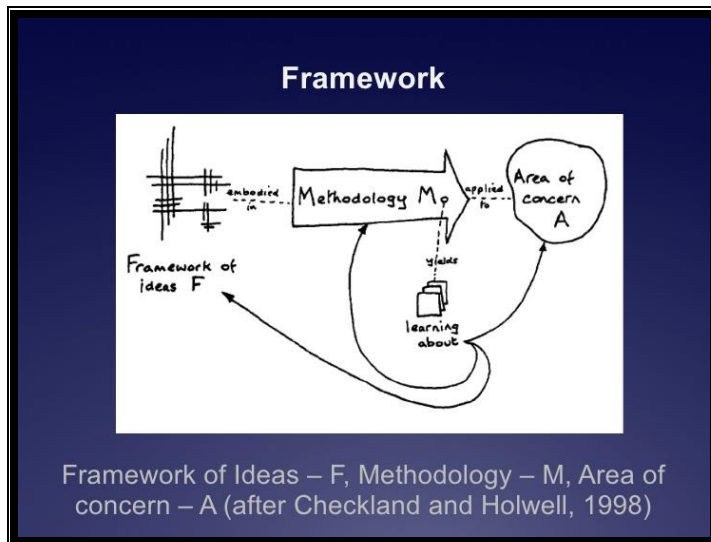 Framework
embodied
in
Methodology M
applied
to
Area of
concern
A
Framework of
ideas F
yields
learning
about
Framework of Ideas – F, Methodology – M, Area of
concern – A (after Checkland and Holwell, 1998)